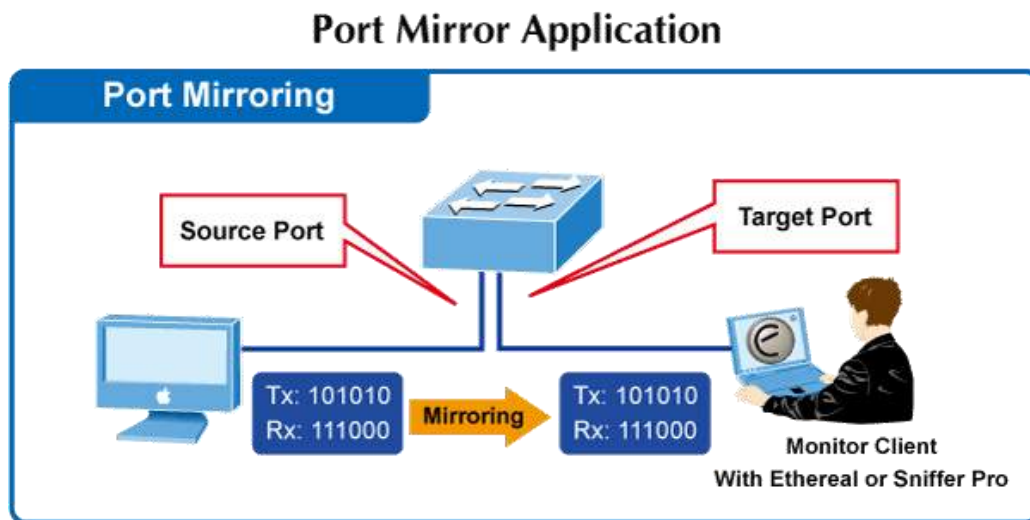 Port Mirror Application
Port Mirroring
Source Port
Target Port
Tx: 101010
Rx: 111000
Mirroring
Tx: 101010
Rx: 111000
Monitor Client
With Ethereal or Sniffer Pro